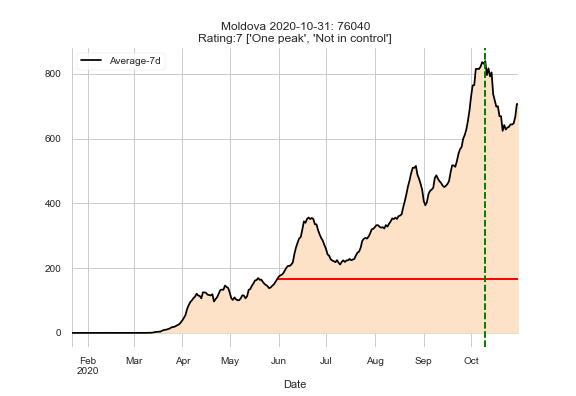 Moldova 2020-10-31: 76040
Rating:7 ['One peak', 'Not in control']
Average-7d
800
600
400
200
0
Feb Mar Apr May Jun Jul Aug Sep Oct
2020
Date